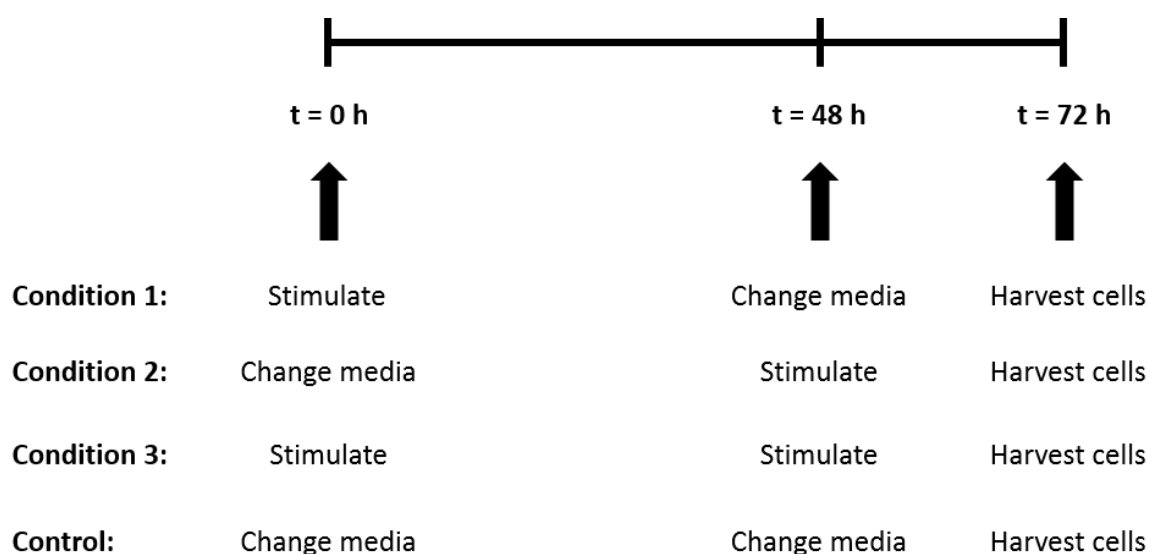 t = 0 h t = 48 h t = 72 h
Condition 1: Stimulate Change media Harvest cells
Condition 2: Change media Stimulate Harvest cells
Condition 3: Stimulate Stimulate Harvest cells
Control: Change media Change media Harvest cells